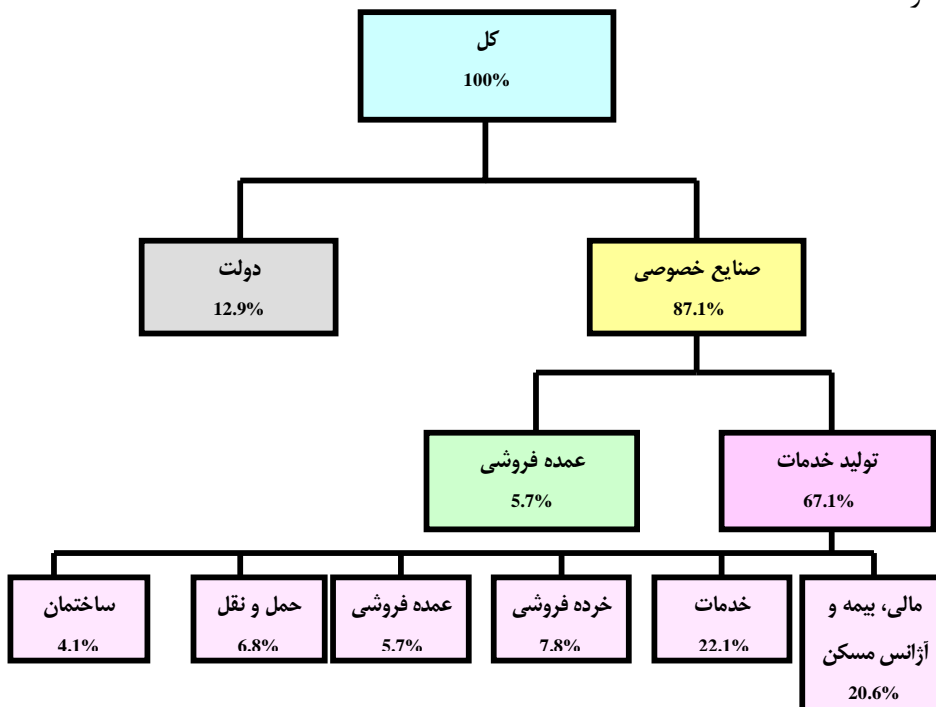 و
کل
100%
دولت
12.9%
صنایع خصوصی
87.1%
عمده فروشی
5.7%
تولید خدمات
67.1%
ساختمان
4.1%
حمل و نقل
6.8%
عمده فروشی
5.7%
خرده فروشی
7.8%
خدمات
22.1%
مالی، بیمه و
آژانس مسکن
20.6%